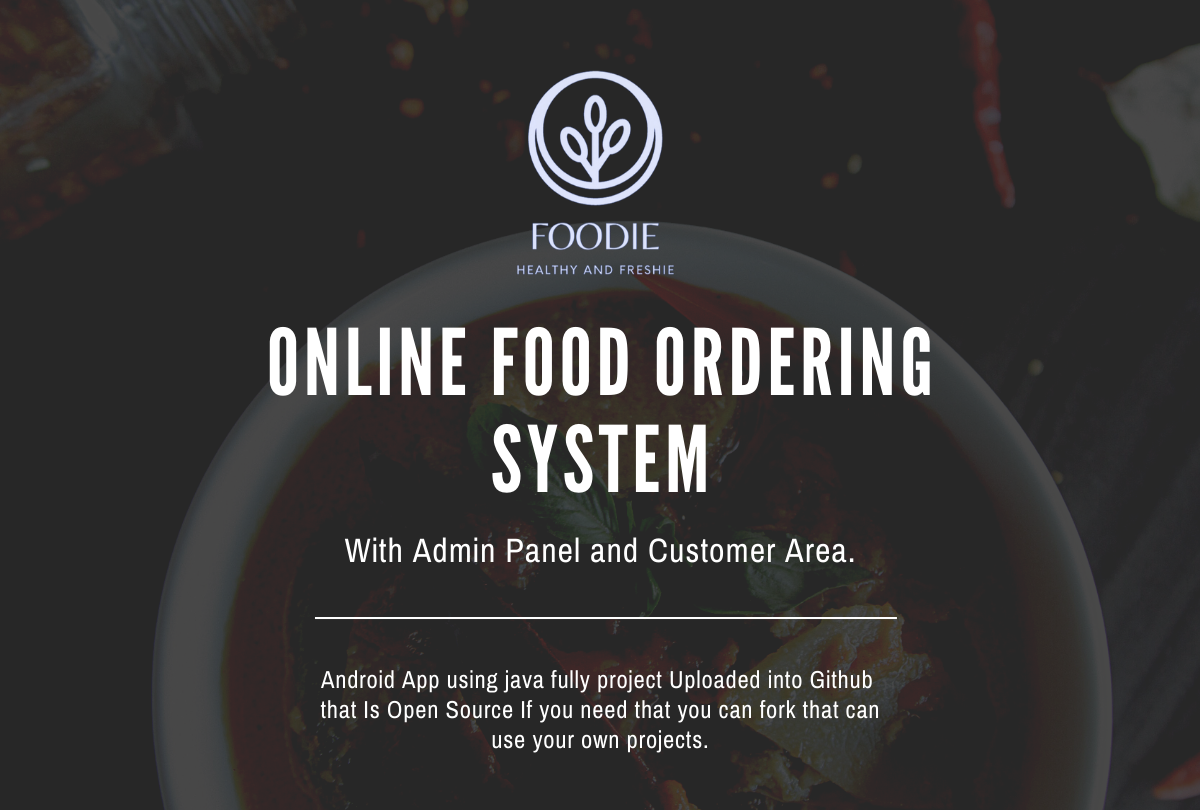 FOODIE
HEALTHY AND FRESHIE
ONLINE FOOD ORDERING
SYSTEM
With Admin Panel and Customer Area.
Android App using java fully project Uploaded into Github
that Is Open Source If you need that you can fork that can
use your own projects.